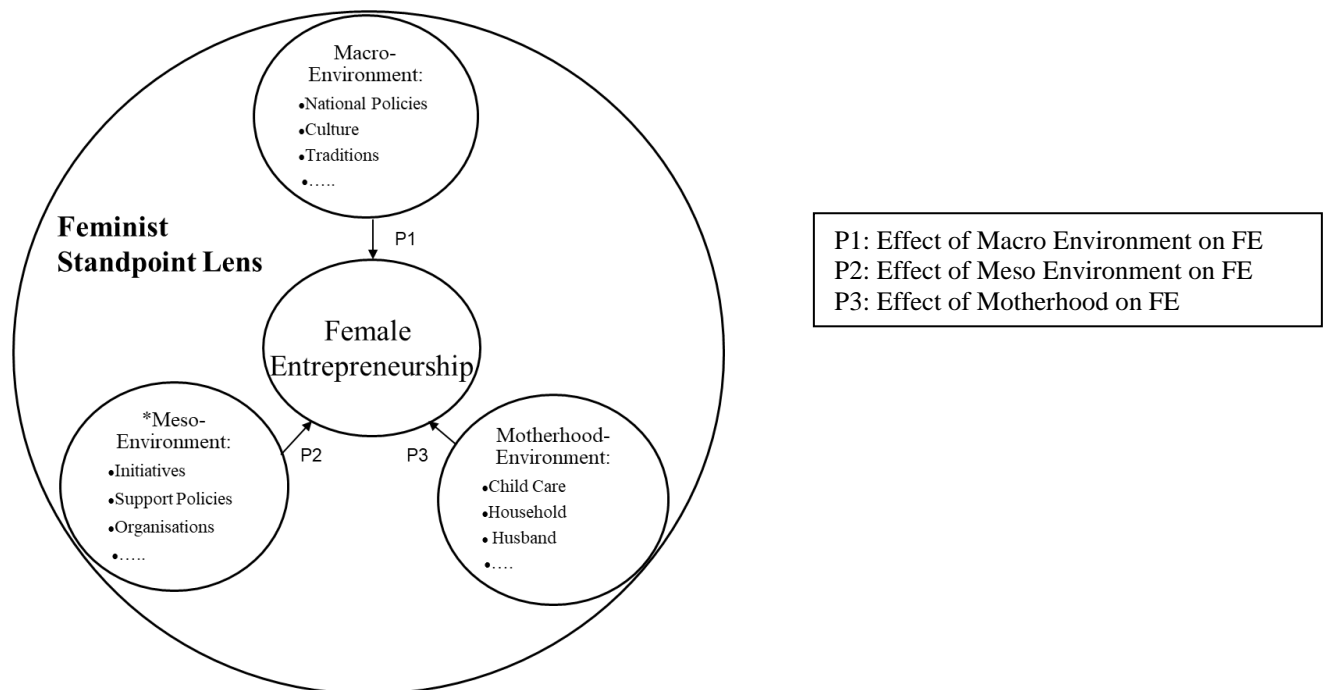 Macro-
Environment:
•National Policies
•Culture
•Traditions
•…..
Feminist
Standpoint Lens
P1
Female
Entrepreneurship
*Meso-
Environment:
•Initiatives
•Support Policies
•Organisations
•…..
P2
P3
Motherhood-
Environment:
•Child Care
•Household
• Husband
•….
P1: Effect of Macro Environment on FE
P2: Effect of Meso Environment on FE
P3: Effect of Motherhood on FE